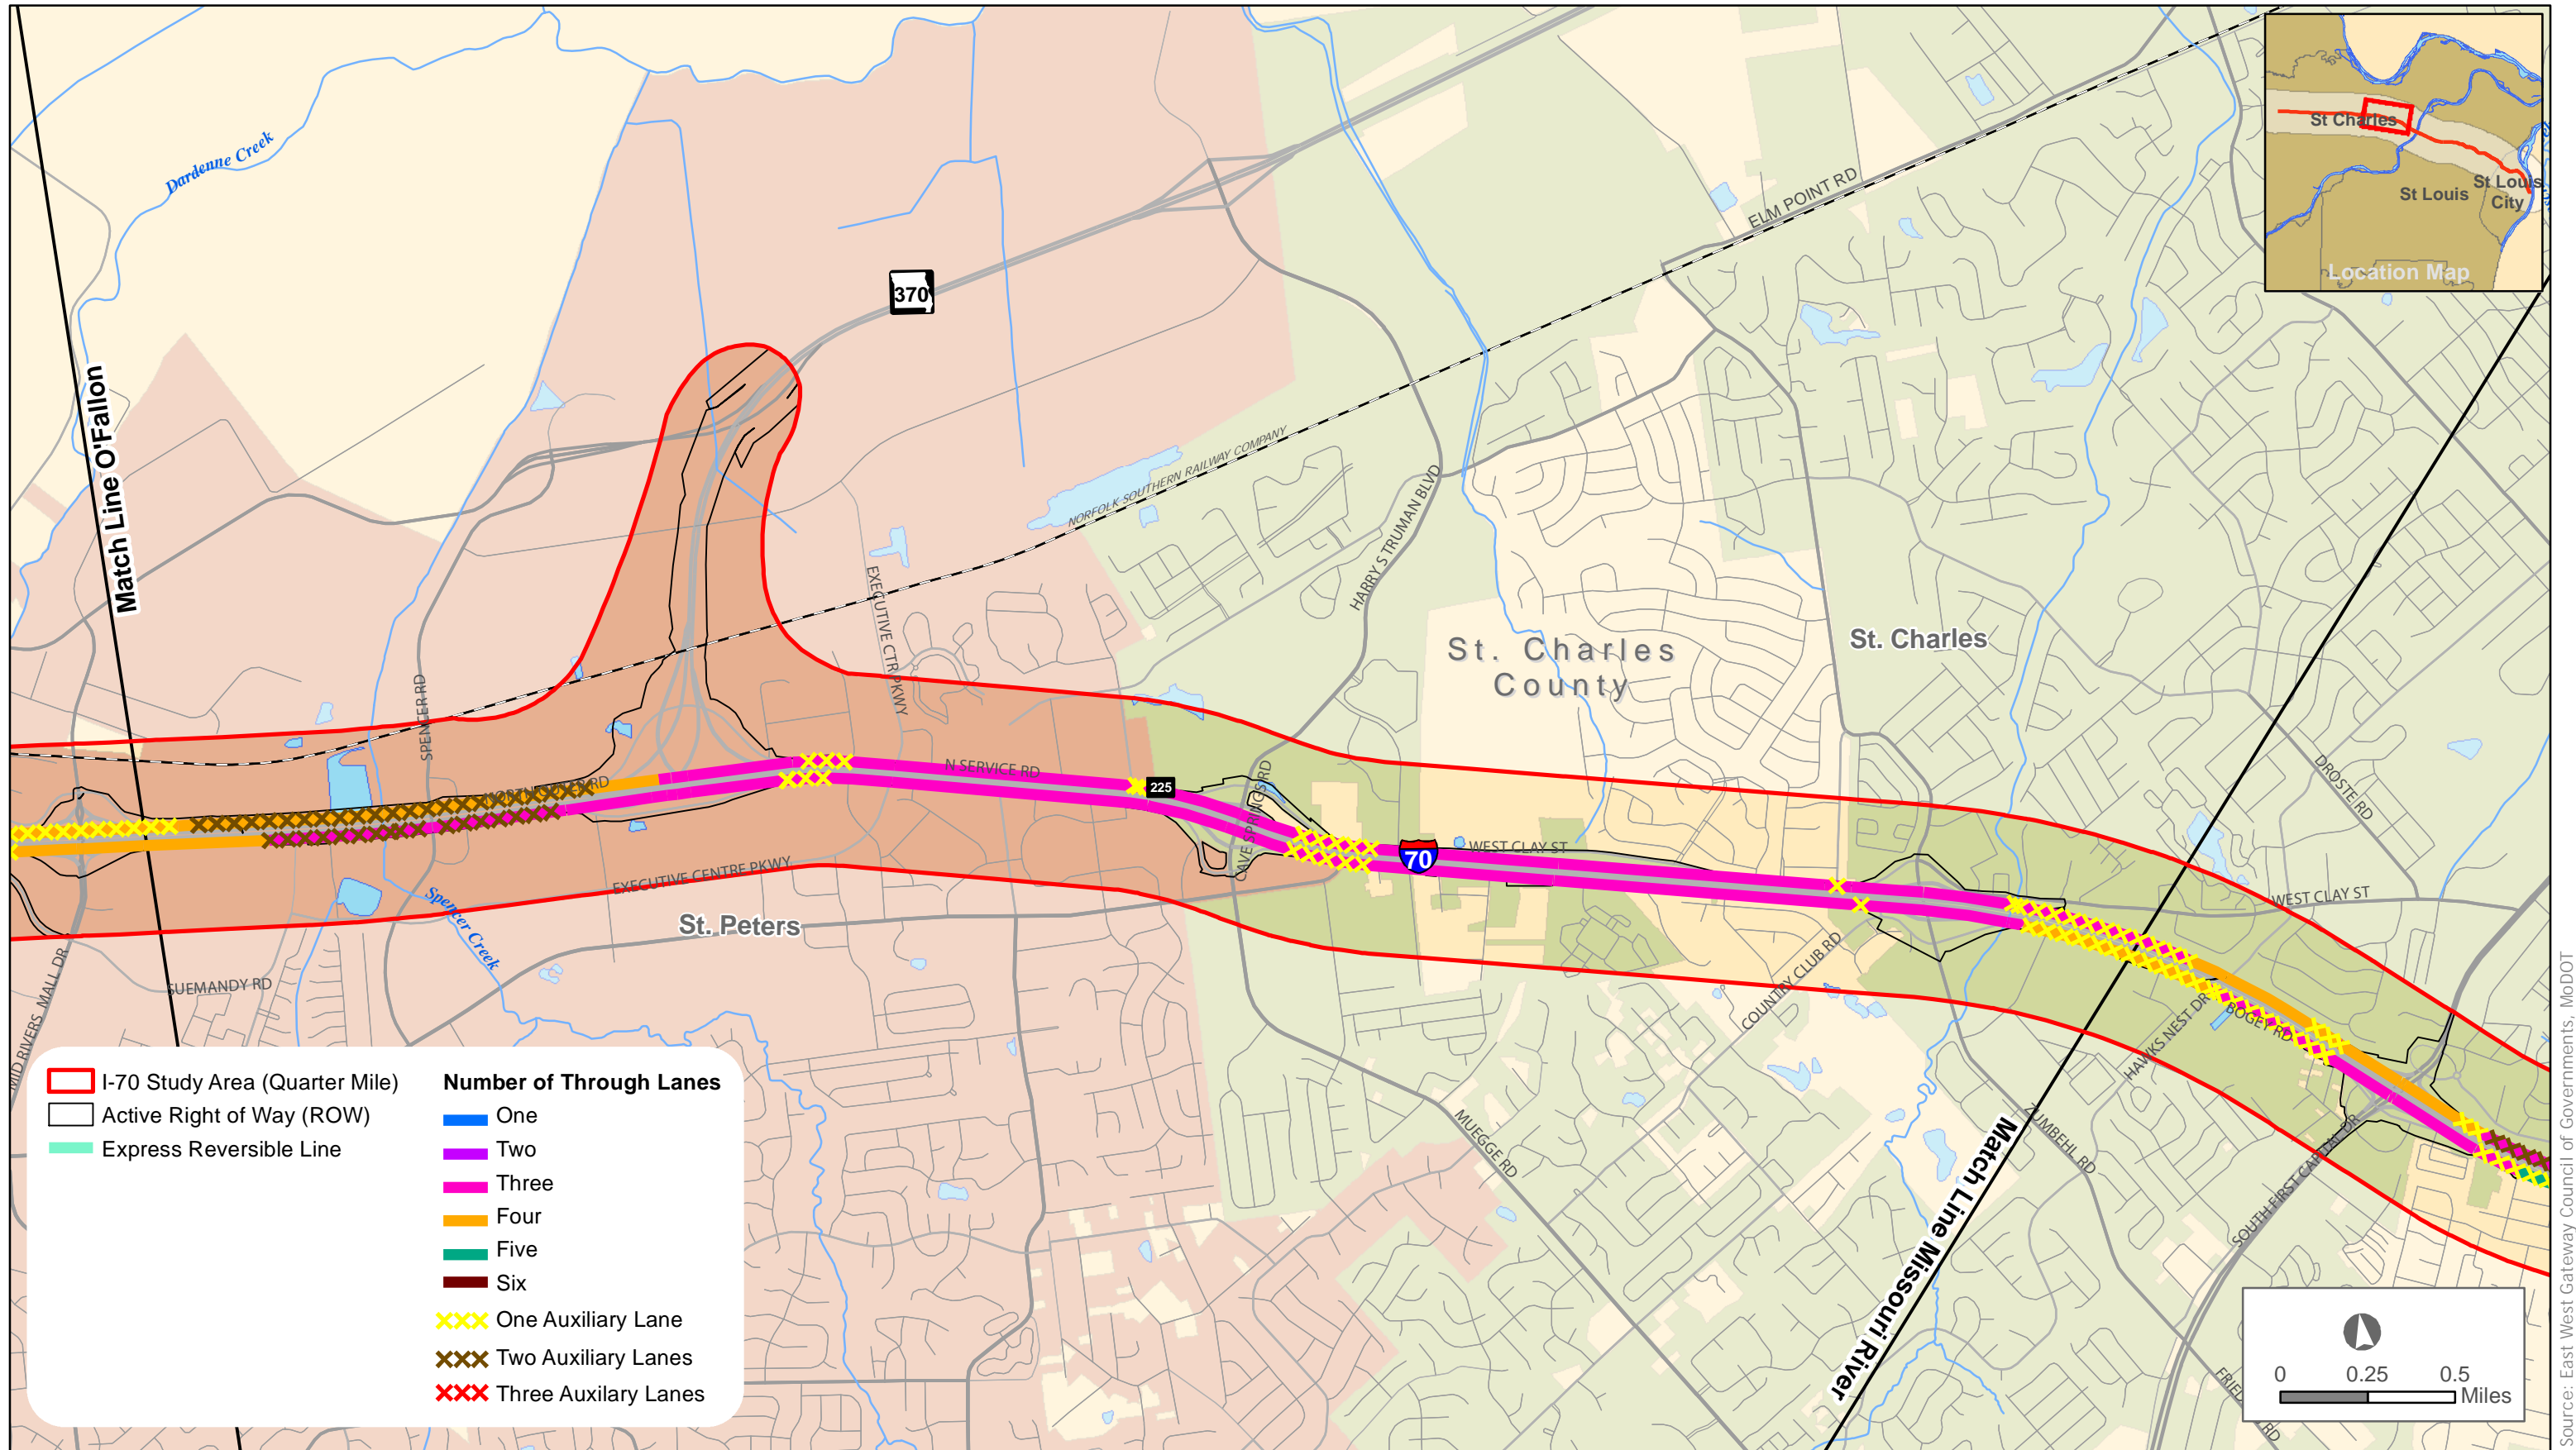 Dardenne Creek
Match Line O'Fallon
370
ELM POINT RD
St Charles
St Louis
St Louis
City
Location Map
NORFOLK SOUTHERN RAILWAY COMPANY
HARRY S TRUMAN BLVD
EXECUTIVE CTR PKWY
SPENCER RD
St. Charles
County
St. Charles
N SERVICE RD
225
CAVE SPRINGS RD
70
WEST CLAY ST
DROSTE RD
WEST CLAY ST
EXECUTIVE CENTRE PKWY
St. Peters
Spencer Creek
SUEMANDY RD
MID RIVERS MALL DR
COUNTRY CLUB RD
HAWKS NEST DR
BOGEY RD
ZUMBEHL RD
SOUTH FIRST CAPITAL DR
MUEGGE RD
Match Line Missouri River
I-70 Study Area (Quarter Mile)
Active Right of Way (ROW)
Express Reversible Line
Number of Through Lanes
One
Two
Three
Four
Five
Six
One Auxiliary Lane
Two Auxiliary Lanes
Three Auxilary Lanes
0 0.25 0.5
Miles
Source: East West Gateway Council of Governments, MoDOT